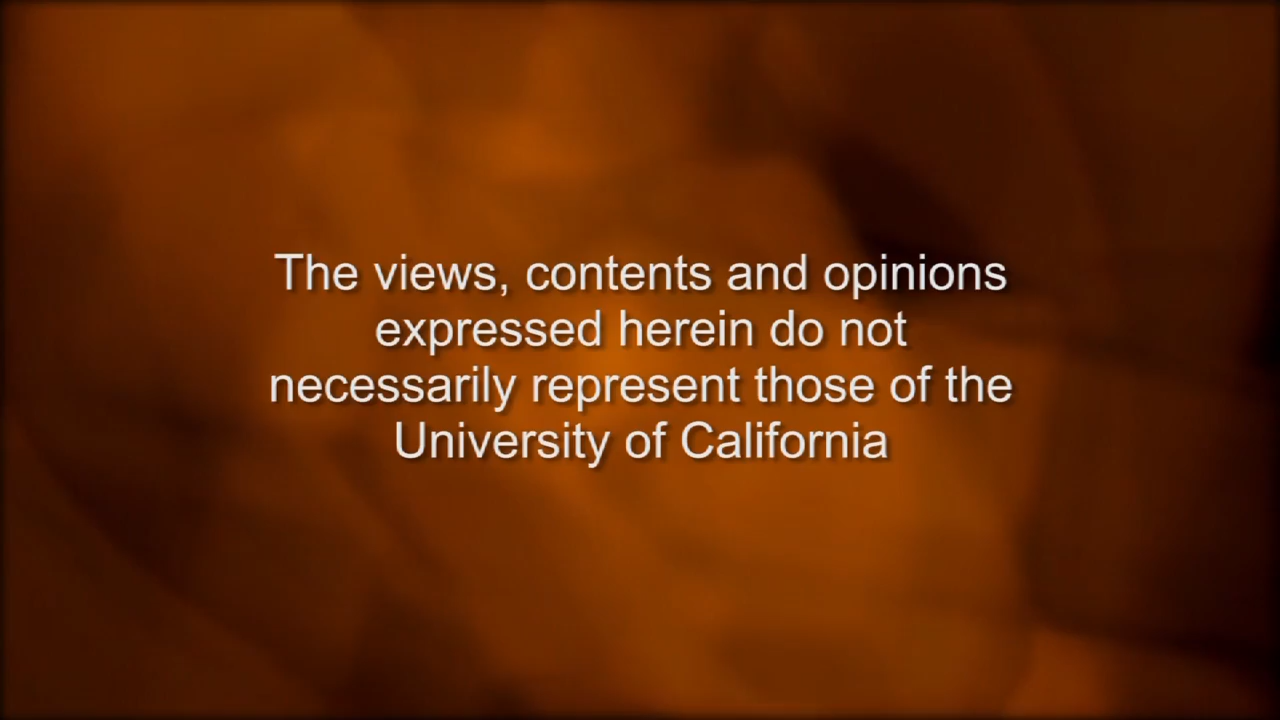 The views, contents and opinions
expressed herein do not
necessarily represent those of the
University of California